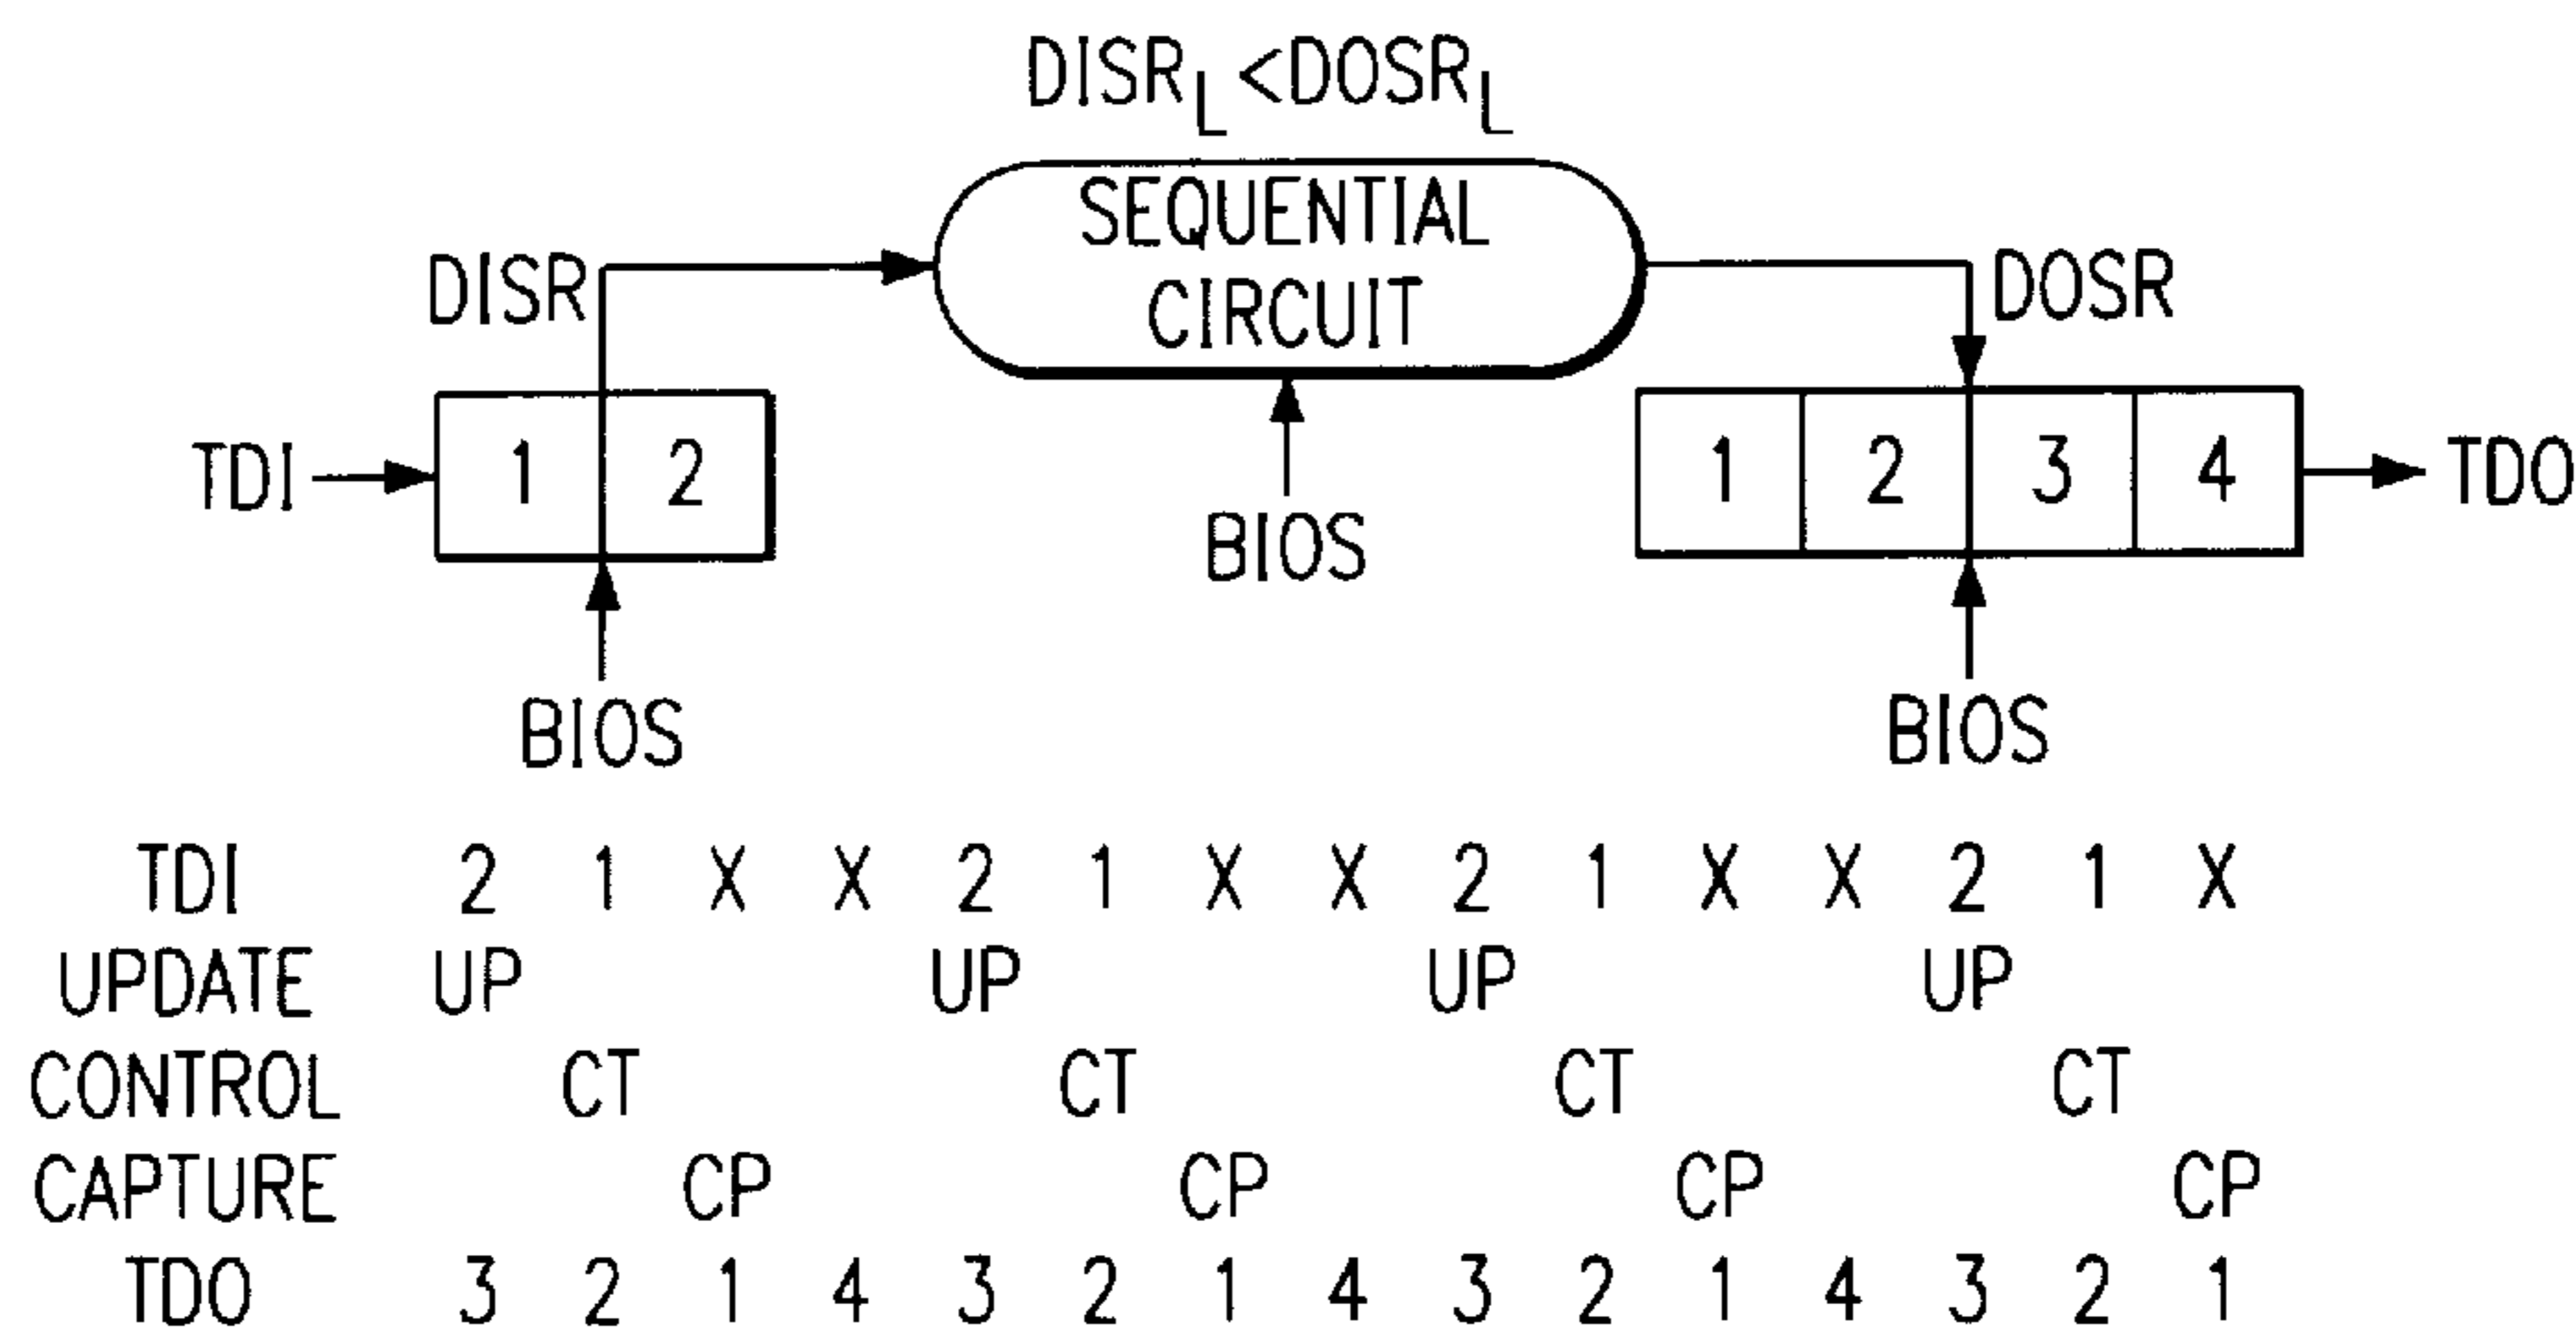 DISRL<DOSRL
SEQUENTIAL
CIRCUIT
DISR
DOSR
TDI
1 2
1 2 3 4
TDO
BIOS
BIOS
BIOS
TDI 2 1 X X 2 1 X X 2 1 X X 2 1 X
UPDATE UP UP UP UP
CONTROL CT CT CT CT
CAPTURE CP CP CP CP
TDO 3 2 1 4 3 2 1 4 3 2 1 4 3 2 1